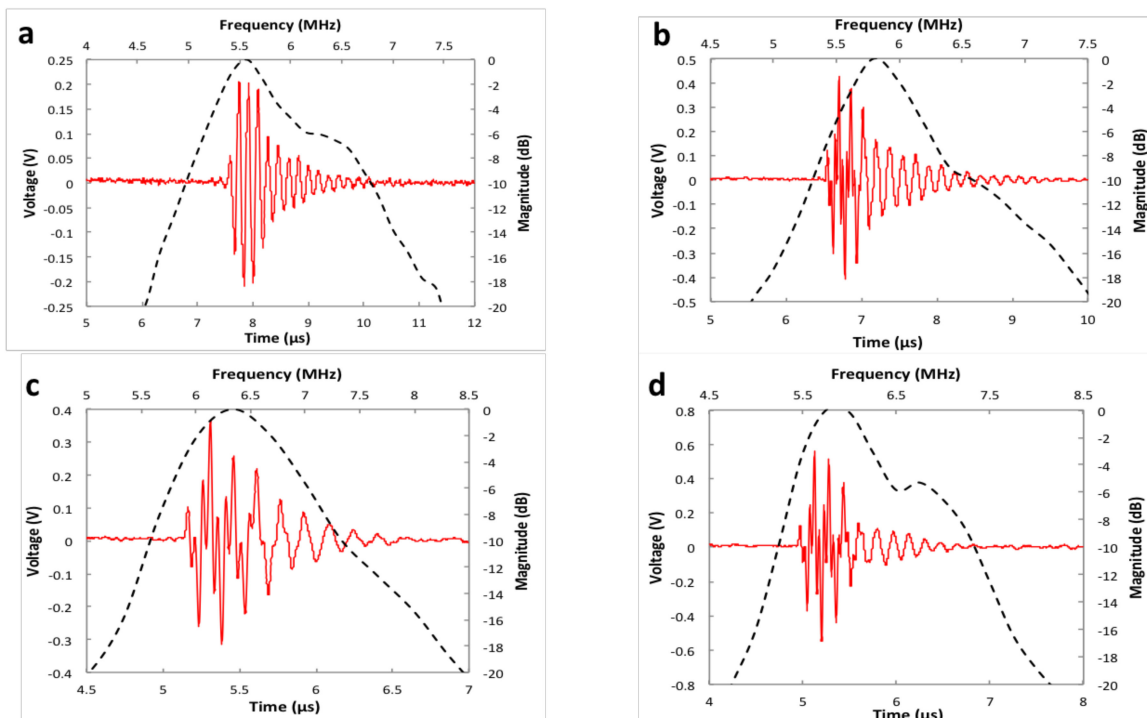 a
Frequency (MHz)
4 4.5 5 5.5 6 6.5 7 7.5
0.25 0
0.2 -2
0.15 -4
0.1 -6
0.05 -8
0 -10
-0.05 -12
-0.1 -14
-0.15 -16
-0.2 -18
-0.25 -20
Voltage (V)
Magnitude (dB)
5 6 7 8 9 10 11 12
Time (μs)
b
Frequency (MHz)
4.5 5 5.5 6 6.5 7 7.5
0.5 0
0.4 -2
0.3 -4
0.2 -6
0.1 -8
0 -10
-0.1 -12
-0.2 -14
-0.3 -16
-0.4 -18
-0.5 -20
Voltage (V)
Magnitude (dB)
5 6 7 8 9 10
Time (μs)
c
Frequency (MHz)
5 5.5 6 6.5 7 7.5 8 8.5
0.4 0
-2
0.3
-4
0.2
-6
0.1
-8
0 -10
-0.1
-12
-14
-0.2
-16
-0.3
-18
-0.4 -20
Voltage (V)
Magnitude (dB)
4.5 5 5.5 6 6.5 7
Time (μs)
d
Frequency (MHz)
4.5 5.5 6.5 7.5 8.5
0.8 0
-2
0.6
-4
0.4
-6
0.2
-8
0 -10
-0.2
-12
-14
-0.4
-16
-0.6
-18
-0.8 -20
Voltage (V)
Magnitude (dB)
4 5 6 7 8
Time (μs)